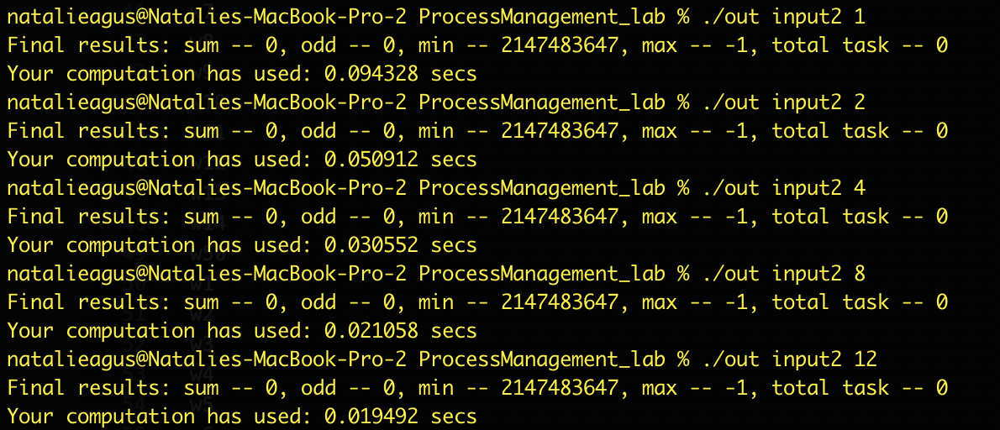 natalieagus@Natalies-MacBook-Pro-2 ProcessManagement_lab % ./out input2 1
Final results: sum -- 0, odd -- 0, min -- 2147483647, max -- -1, total task -- 0
Your computation has used: 0.094328 secs
natalieagus@Natalies-MacBook-Pro-2 ProcessManagement_lab % ./out input2 2
Final results: sum -- 0, odd -- 0, min -- 2147483647, max -- -1, total task -- 0
Your computation has used: 0.050912 secs
natalieagus@Natalies-MacBook-Pro-2 ProcessManagement_lab % ./out input2 4
Final results: sum -- 0, odd -- 0, min -- 2147483647, max -- -1, total task -- 0
Your computation has used: 0.030552 secs
natalieagus@Natalies-MacBook-Pro-2 ProcessManagement_lab % ./out input2 8
Final results: sum -- 0, odd -- 0, min -- 2147483647, max -- -1, total task -- 0
Your computation has used: 0.021058 secs
natalieagus@Natalies-MacBook-Pro-2 ProcessManagement_lab % ./out input2 12
Final results: sum -- 0, odd -- 0, min -- 2147483647, max -- -1, total task -- 0
Your computation has used: 0.019492 secs